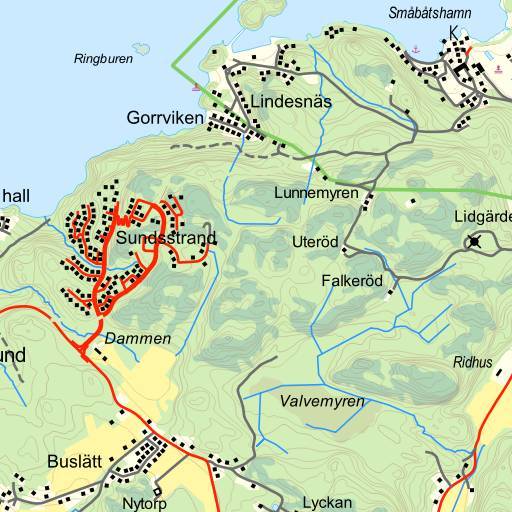 Småbåtshamn
K
Ringburen
Lindesnäs
Gorrviken
Lunnemyren
hall
Lidgärde
Sundsstrand
Uteröd
Falkeröd
Dammen
und
Ridhus
Valvemyren
Buslätt
Nytorp
Lyckan